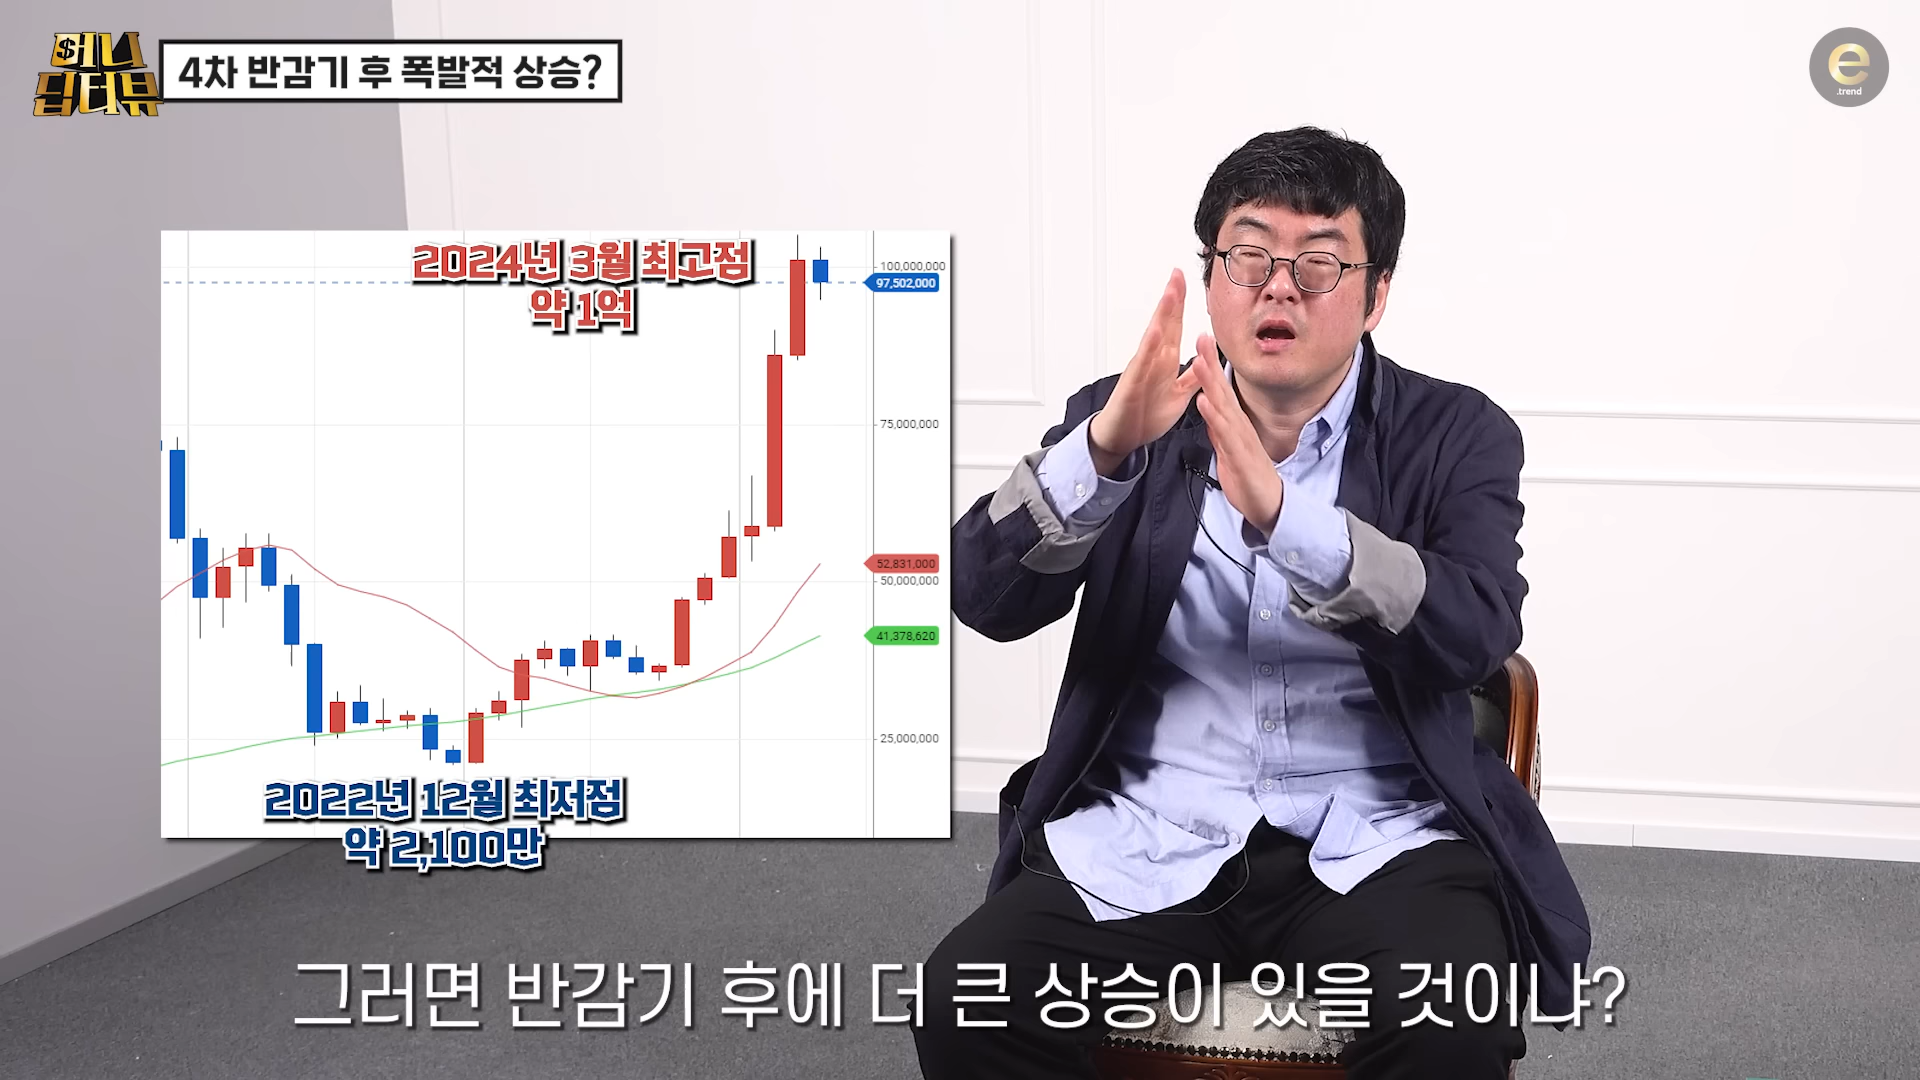 머니
딥터뷰
4차 반감기 후 폭발적 상승?
e
.trend
2024년 3월 최고점
약 1억
100,000,000
97,502,000
75,000,000
52,831,000
50,000,000
41,378,620
25,000,000
2022년 12월 최저점
약 2,100만
그러면 반감기 후에 더 큰 상승이 있을 것이냐?